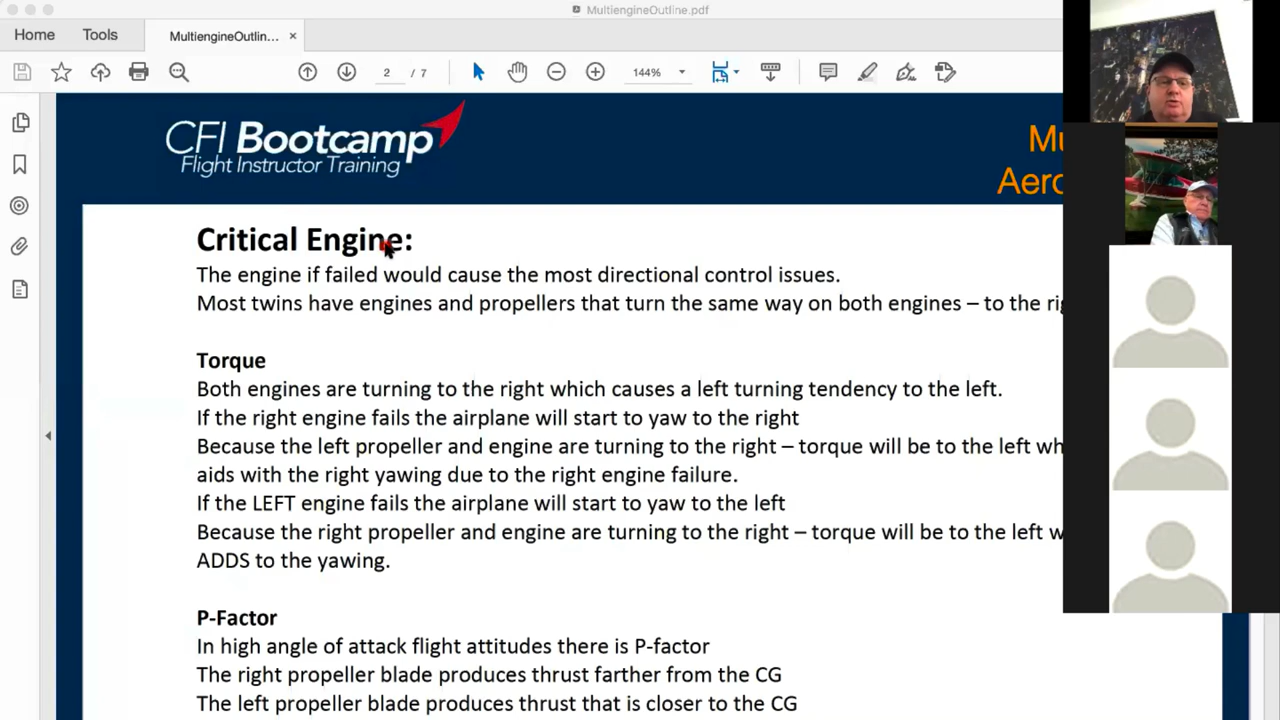 MultiengineOutline.pdf
Home
Tools
MultiengineOutlin...
2 / 7
144%
CFI Bootcamp
Flight Instructor Training
Mu
Aero
Critical Engine:
The engine if failed would cause the most directional control issues.
Most twins have engines and propellers that turn the same way on both engines – to the
Torque
Both engines are turning to the right which causes a left turning tendency to the left.
If the right engine fails the airplane will start to yaw to the right
Because the left propeller and engine are turning to the right – torque will be to the left
aids with the right yawing due to the right engine failure.
If the LEFT engine fails the airplane will start to yaw to the left
Because the right propeller and engine are turning to the right – torque will be to the left
ADDS to the yawing.
P-Factor
In high angle of attack flight attitudes there is P-factor
The right propeller blade produces thrust farther from the CG
The left propeller blade produces thrust that is closer to the CG